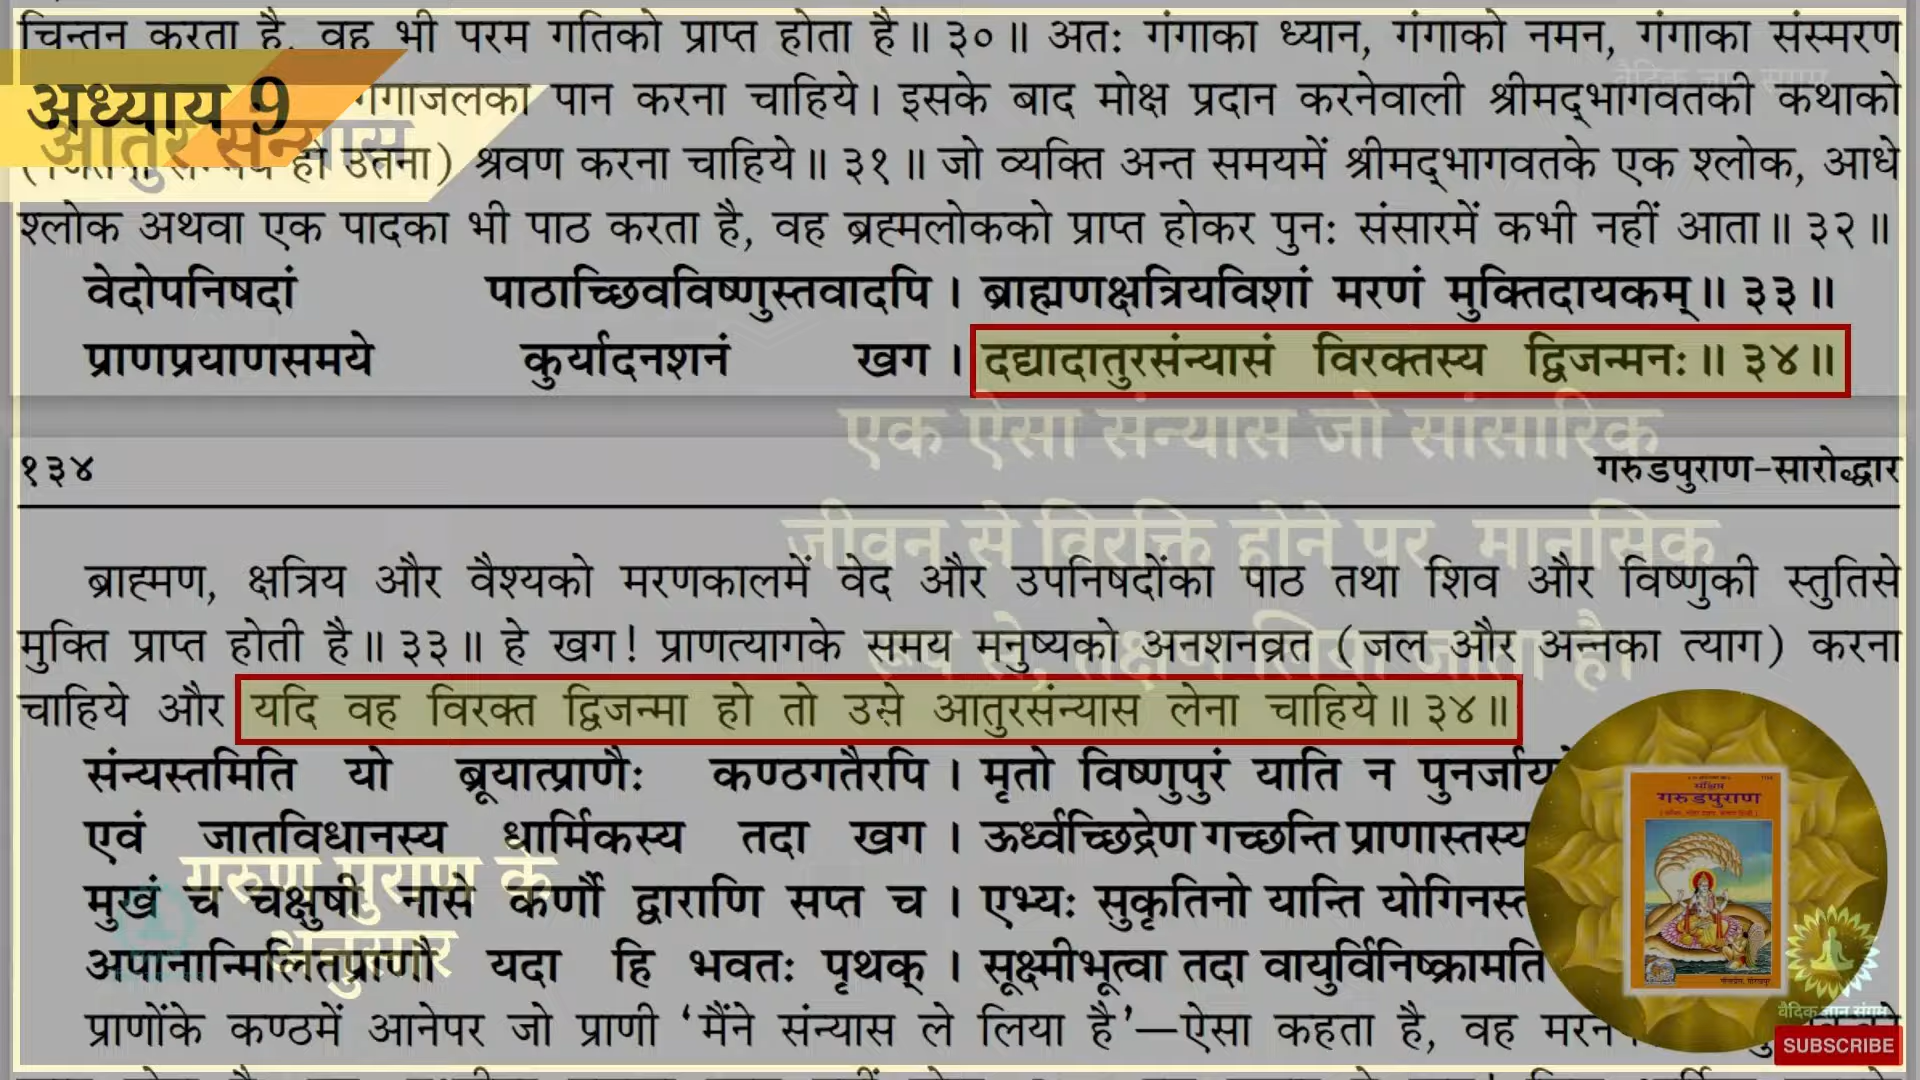 चिन्तन करता है, वह भी परम गतिको प्राप्त होता है॥ ३०॥ अतः गंगाका ध्यान, गंगाको नमन, गंगाका संस्मरण
वैदिक ज्ञान संगम
अध्याय 9
आतुर संन्यास
गंगाजलका पान करना चाहिये। इसके बाद मोक्ष प्रदान करनेवाली श्रीमद्भागवतकी कथाको
हो उतना) श्रवण करना चाहिये॥ ३१॥ जो व्यक्ति अन्त समयमें श्रीमद्भागवतके एक श्लोक, आधे
श्लोक अथवा एक पादका भी पाठ करता है, वह ब्रह्मलोकको प्राप्त होकर पुनः संसारमें कभी नहीं आता॥ ३२॥
वेदोपनिषदां पाठाच्छिवविष्णुस्तवादपि। ब्राह्मणक्षत्रियविशां मरणं मुक्तिदायकम्॥ ३३॥
प्राणप्रयाणसमये कुर्यादनशनं खग। दद्यादातुरसंन्यासं विरक्तस्य द्विजन्मनः॥ ३४॥
एक ऐसा संन्यास जो सांसारिक
१३४ गरुडपुराण-सारोद्धार
जीवन से विरक्ति होने पर, मानसिक
ब्राह्मण, क्षत्रिय और वैश्यको मरणकालमें वेद और उपनिषदोंका पाठ तथा शिव और विष्णुकी स्तुतिसे
मुक्ति प्राप्त होती है॥ ३३॥ हे खग! प्राणत्यागके समय मनुष्यको अनशनव्रत (जल और अन्नका त्याग) करना
रूप से, तत्क्षण लिया जाता है।
चाहिये और यदि वह विरक्त द्विजन्मा हो तो उसे आतुरसंन्यास लेना चाहिये॥ ३४॥
संन्यस्तमिति यो ब्रूयात्प्राणैः कण्ठगतैरपि। मृतो विष्णुपुरं याति न
एवं जातविधानस्य धार्मिकस्य तदा खग। ऊर्ध्वच्छिद्रेण गच्छन्ति प्राणास्तस्य
गरुण पुराण के
मुखं च चक्षुषी नासे कर्णौ द्वाराणि सप्त च। एभ्यः सुकृतिनो यान्ति
अनुसार
अपानान्मिलितप्राणौ यदा हि भवतः पृथक्। सूक्ष्मीभूत्वा तदा वायुर्विनिष्क्रामति
प्राणोंके कण्ठमें आनेपर जो प्राणी 'मैंने संन्यास ले लिया है'—ऐसा कहता है, वह
संक्षिप्त
गरुडपुराण
वैदिक ज्ञान संगम
SUBSCRIBE